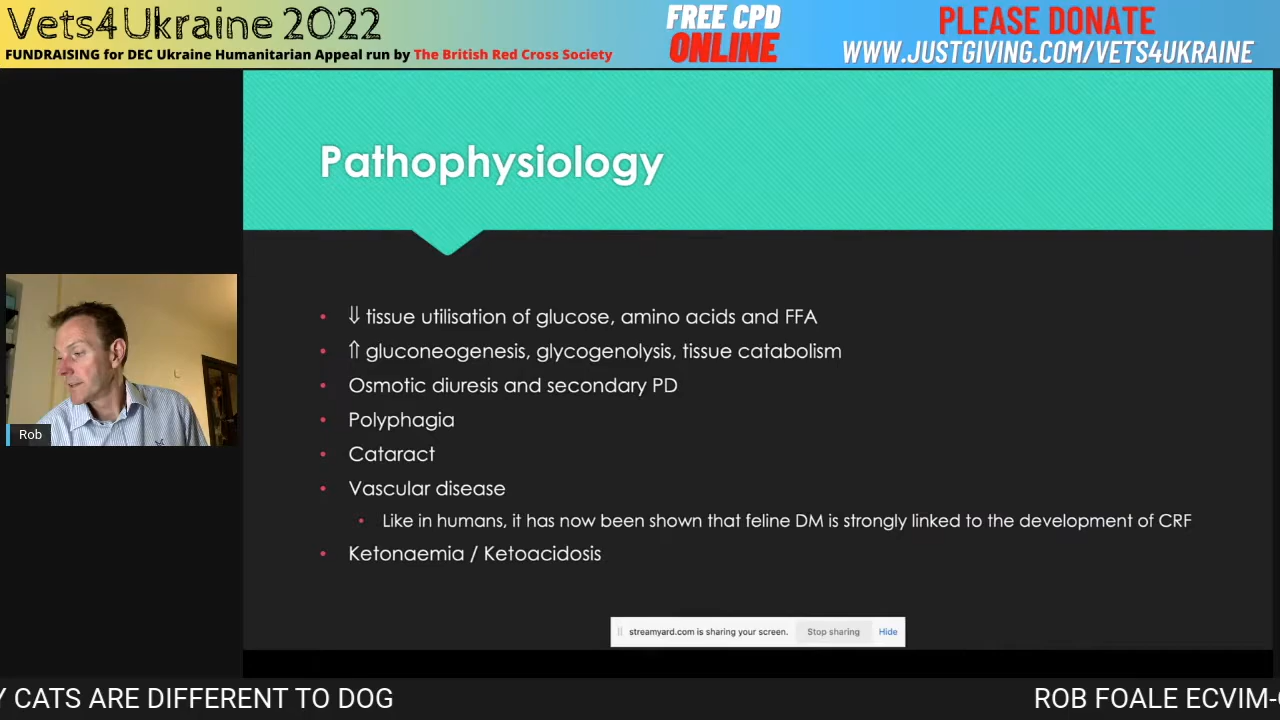 Vets4Ukraine 2022
FUNDRAISING for DEC Ukraine Humanitarian Appeal run by The British Red Cross Society
FREE CPD
ONLINE
PLEASE DONATE
WWW.JUSTGIVING.COM/VETS4UKRAINE
Pathophysiology
• ⇓ tissue utilisation of glucose, amino acids and FFA
• ⇑ gluconeogenesis, glycogenolysis, tissue catabolism
• Osmotic diuresis and secondary PD
• Polyphagia
• Cataract
• Vascular disease
• Like in humans, it has now been shown that feline DM is strongly linked to the development of CRF
• Ketonaemia / Ketoacidosis
Rob
streamyard.com is sharing your screen. Stop sharing Hide
Y CATS ARE DIFFERENT TO DOG
ROB FOALE ECVIM-